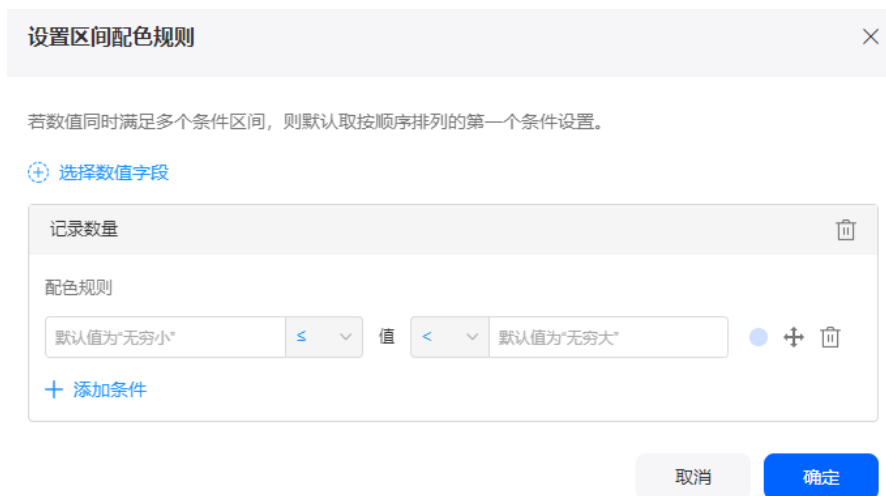 设置区间配色规则
若数值同时满足多个条件区间，则默认取按顺序排列的第一个条件设置。
选择数值字段
记录数量
配色规则
默认值为“无穷小” ≤ 值 < 默认值为“无穷大”
添加条件
取消 确定